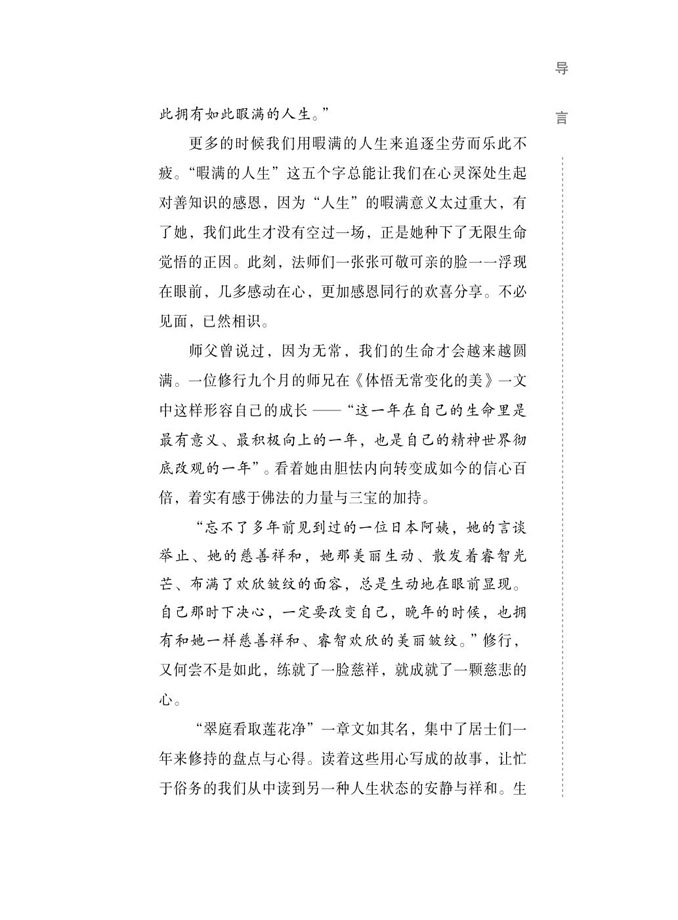 导
言
此拥有如此暇满的人生。”
更多的时候我们用暇满的人生来追逐尘劳而乐此不
疲。“暇满的人生”这五个字总能让我们在心灵深处生起
对善知识的感恩，因为“人生”的暇满意义太过重大，有
了她，我们此生才没有空过一场，正是她种下了无限生命
觉悟的正因。此刻，法师们一张张可敬可亲的脸一一浮现
在眼前，几多感动在心，更加感恩同行的欢喜分享。不必
见面，已然相识。
师父曾说过，因为无常，我们的生命才会越来越圆
满。一位修行九个月的师兄在《体悟无常变化的美》一文
中这样形容自己的成长——“这一年在自己的生命里是
最有意义、最积极向上的一年，也是自己的精神世界彻
底改观的一年”。看着她由胆怯内向转变成如今的信心百
倍，着实有感于佛法的力量与三宝的加持。
“忘不了多年前见到过的一位日本阿姨，她的言谈
举止、她的慈善祥和，她那美丽生动、散发着睿智光
芒、布满了欢欣皱纹的面容，总是生动地在眼前显现。
自己那时下决心，一定要改变自己，晚年的时候，也拥
有和她一样慈善祥和、睿智欢欣的美丽皱纹。”修行，
又何尝不是如此，练就了一脸慈祥，就成就了一颗慈悲的
心。
“翠庭看取莲花净”一章文如其名，集中了居士们一
年来修持的盘点与心得。读着这些用心写成的故事，让忙
于俗务的我们从中读到另一种人生状态的安静与祥和。生